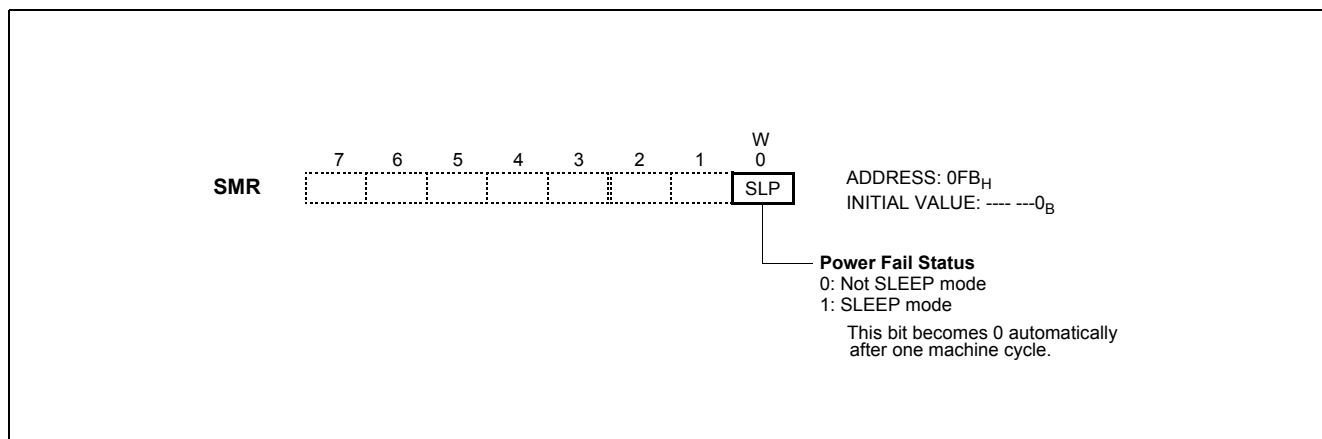 W
7 6 5 4 3 2 1 0
SMR SLP ADDRESS: 0FBH
INITIAL VALUE: ---- ---0B
Power Fail Status
0: Not SLEEP mode
1: SLEEP mode
This bit becomes 0 automatically
after one machine cycle.